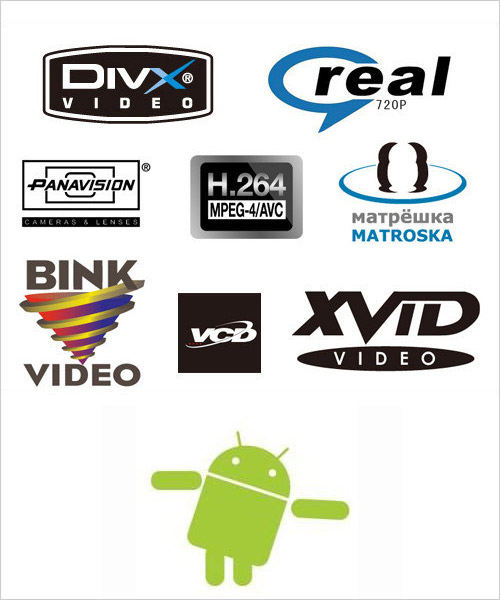 DIVX®
VIDEO
real
720P
PANAVISION®
CAMERAS & LENSES
H.264
MPEG-4/AVC
матрёшка
MATROSKA
BINK
VIDEO
VCD
XVID
VIDEO